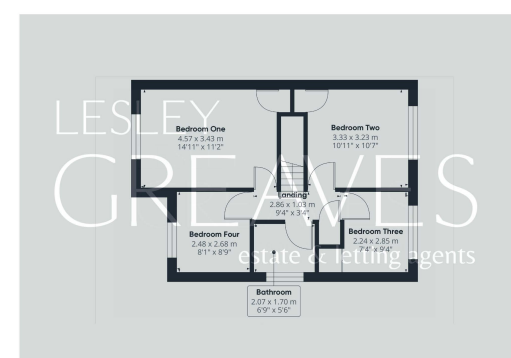 LESLEY
GREAVES
estate & letting agents
Bedroom One
4.57 x 3.43 m
14'11" x 11'2"
Bedroom Two
3.33 x 3.23 m
10'11" x 10'7"
Landing
2.86 x 1.03 m
9'4" x 3'4"
Bedroom Four
2.48 x 2.68 m
8'1" x 8'9"
Bedroom Three
2.24 x 2.85 m
7'4" x 9'4"
Bathroom
2.07 x 1.70 m
6'9" x 5'6"